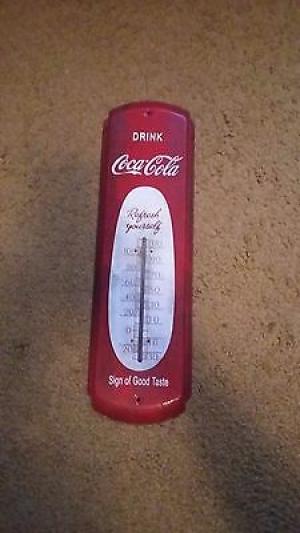 DRINK
Coca-Cola
Refresh
yourself
Sign of Good Taste